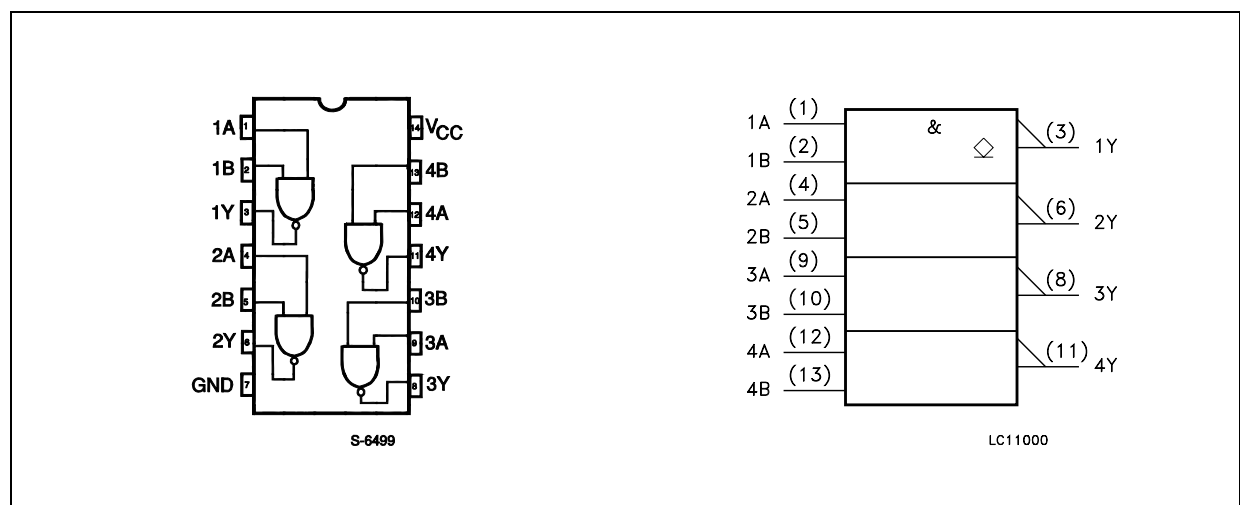 1A 1 14 VCC
1B 2 13 4B
1Y 3 12 4A
2A 4 11 4Y
2B 5 10 3B
2Y 6 9 3A
GND 7 8 3Y
S-6499
&
1A (1)
1B (2)
2A (4)
2B (5)
3A (9)
3B (10)
4A (12)
4B (13)
(3) 1Y
(6) 2Y
(8) 3Y
(11) 4Y
LC11000